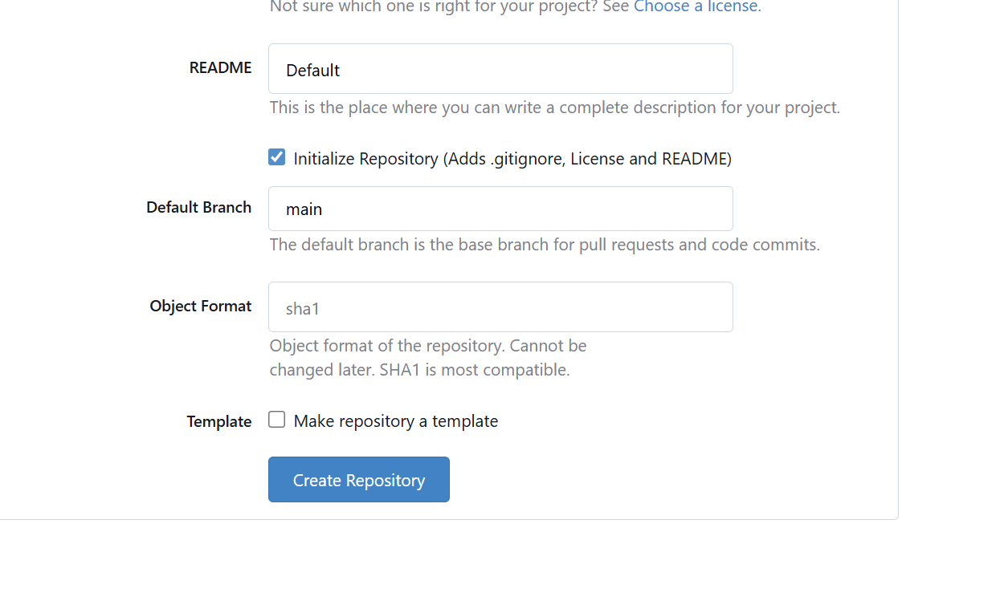 Not sure which one is right for your project? See Choose a license.
README
Default
This is the place where you can write a complete description for your project.
Initialize Repository (Adds .gitignore, License and README)
Default Branch
main
The default branch is the base branch for pull requests and code commits.
Object Format
sha1
Object format of the repository. Cannot be
changed later. SHA1 is most compatible.
Template
Make repository a template
Create Repository